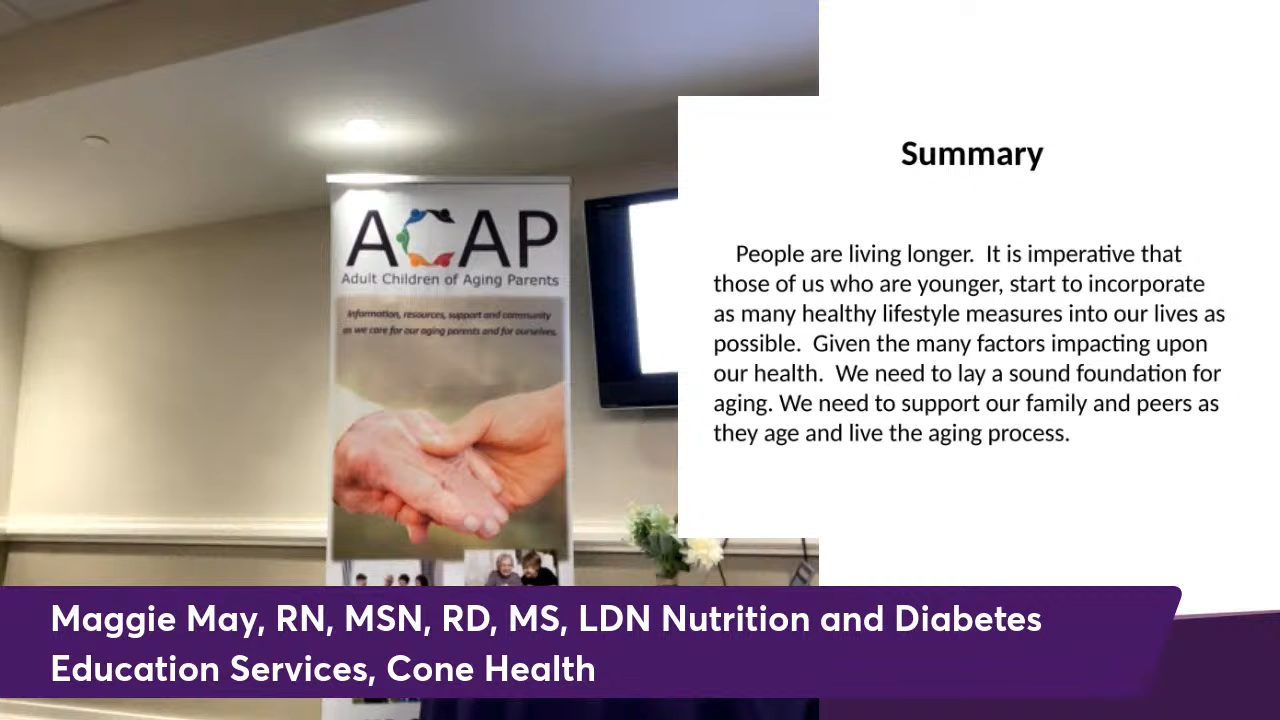 ACAP
Adult Children of Aging Parents
Information, resources, support and community
as we care for our aging parents and for ourselves.
Summary
People are living longer.  It is imperative that
those of us who are younger, start to incorporate
as many healthy lifestyle measures into our lives as
possible.  Given the many factors impacting upon
our health.  We need to lay a sound foundation for
aging. We need to support our family and peers as
they age and live the aging process.
Maggie May, RN, MSN, RD, MS, LDN Nutrition and Diabetes
Education Services, Cone Health